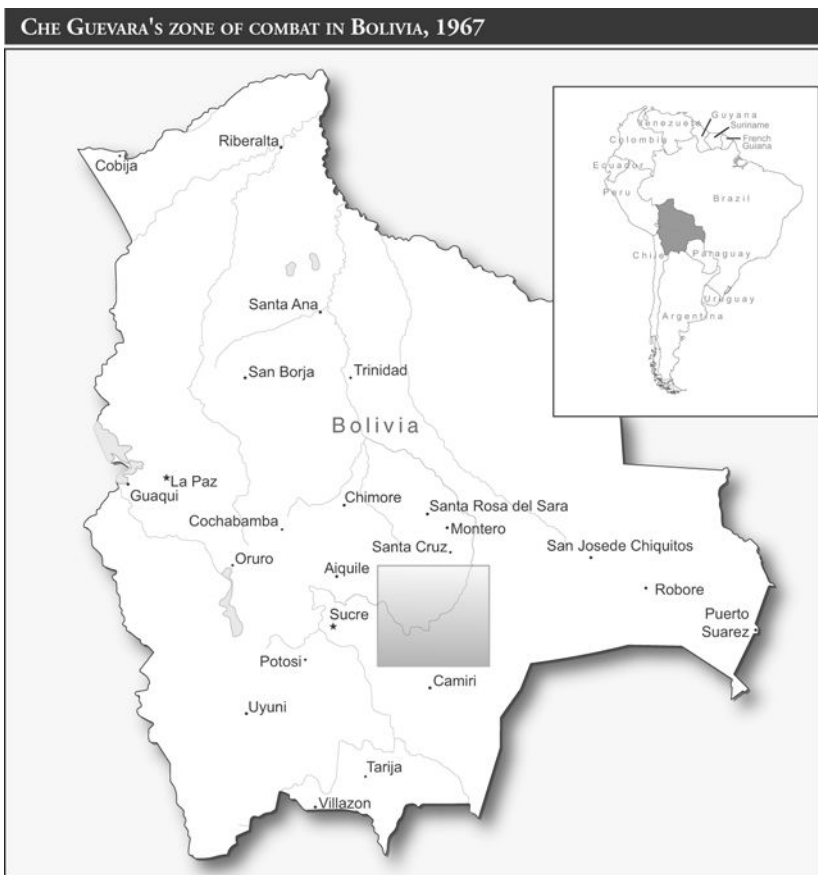 CHE GUEVARA'S ZONE OF COMBAT IN BOLIVIA, 1967
Guyana
Venezuela
Suriname
Colombia
French
Guiana
Ecuador
Peru
Brazil
Chile
Paraguay
Uruguay
Argentina
Riberalta
Cobija
Santa Ana
San Borja
Trinidad
Bolivia
La Paz
Guaqui
Chimore
Santa Rosa del Sara
Cochabamba
Montero
Santa Cruz
San Josede Chiquitos
Oruro
Aiquile
Robore
Sucre
Puerto
Suarez
Potosi
Camiri
Uyuni
Tarija
Villazon